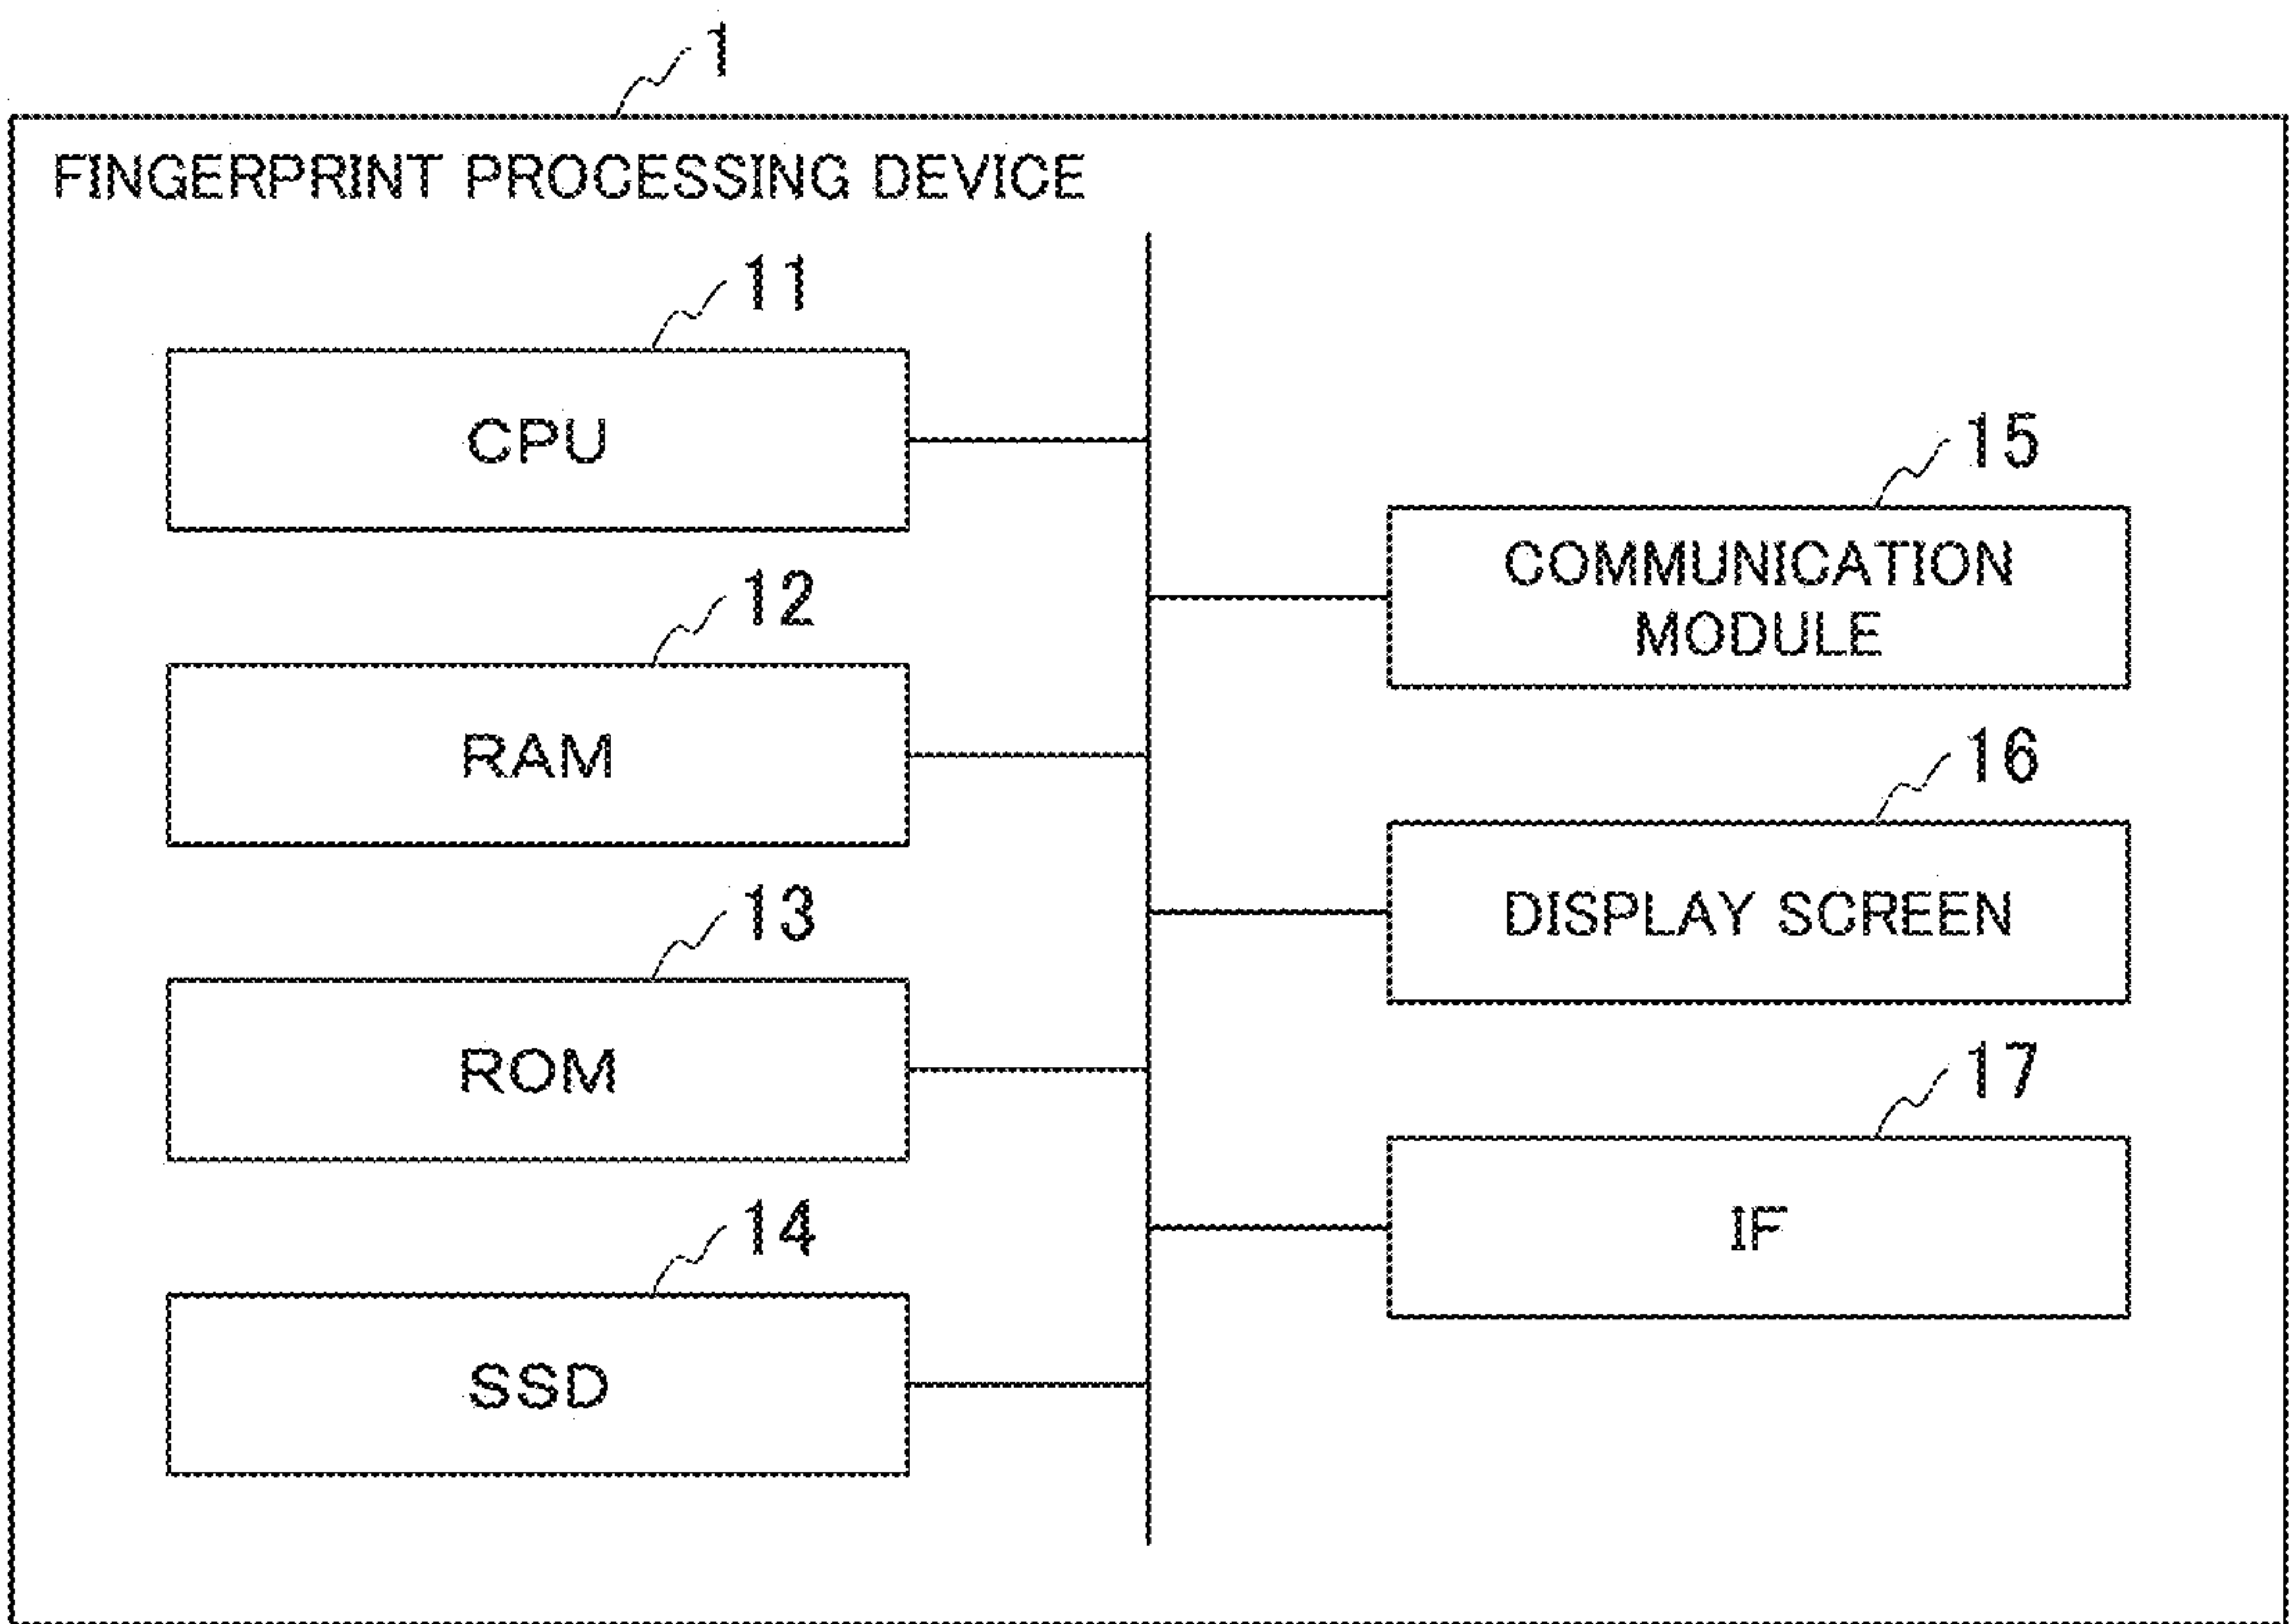 1
FINGERPRINT PROCESSING DEVICE
11
CPU
12
RAM
13
ROM
14
SSD
15
COMMUNICATION
MODULE
16
DISPLAY SCREEN
17
IF